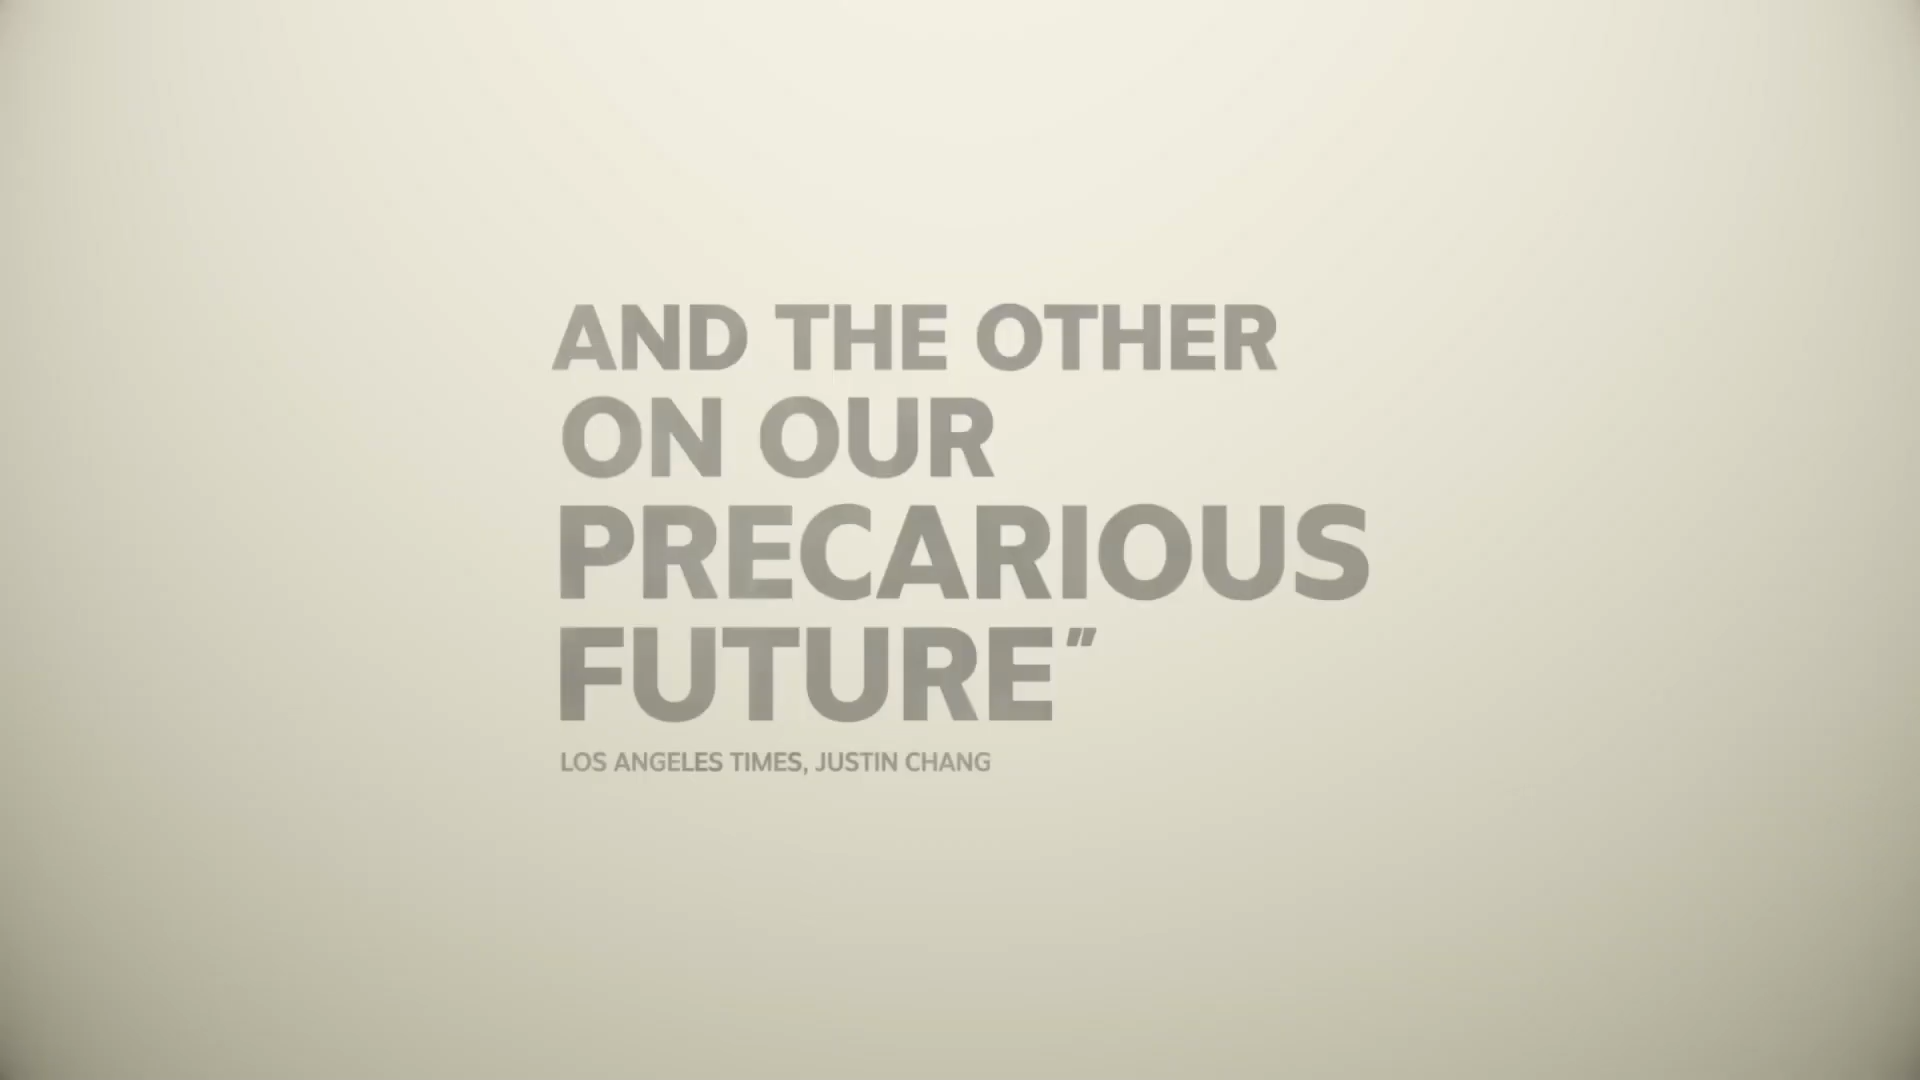 AND THE OTHER
ON OUR
PRECARIOUS
FUTURE”
LOS ANGELES TIMES, JUSTIN CHANG